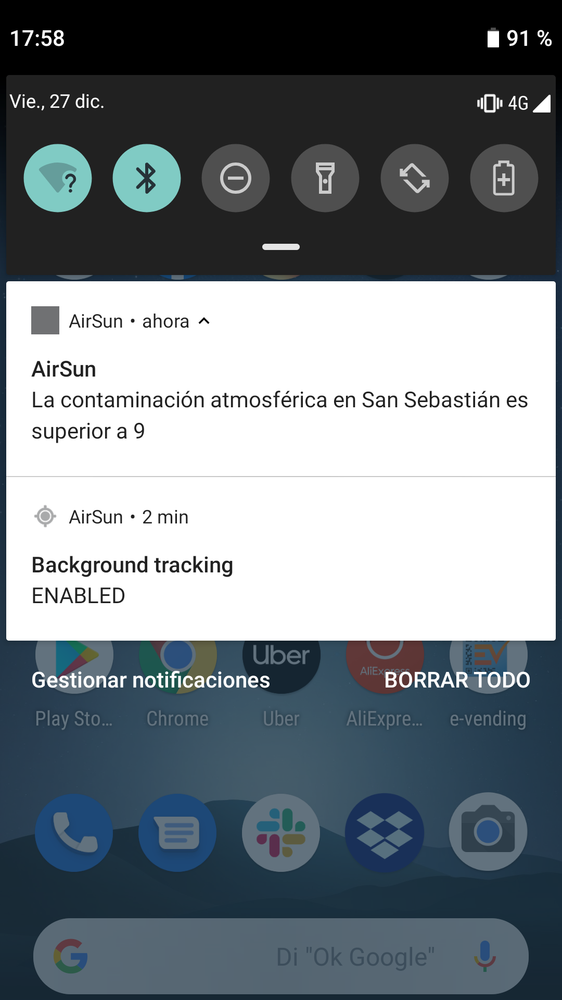 17:58
91 %
Vie., 27 dic.
4G
AirSun • ahora
AirSun
La contaminación atmosférica en San Sebastián es
superior a 9
AirSun • 2 min
Background tracking
ENABLED
Uber
EV
AliExpress
Gestionar notificaciones
BORRAR TODO
Play Sto...
Chrome
Uber
AliExpre...
e-vending
G
Di "Ok Google"